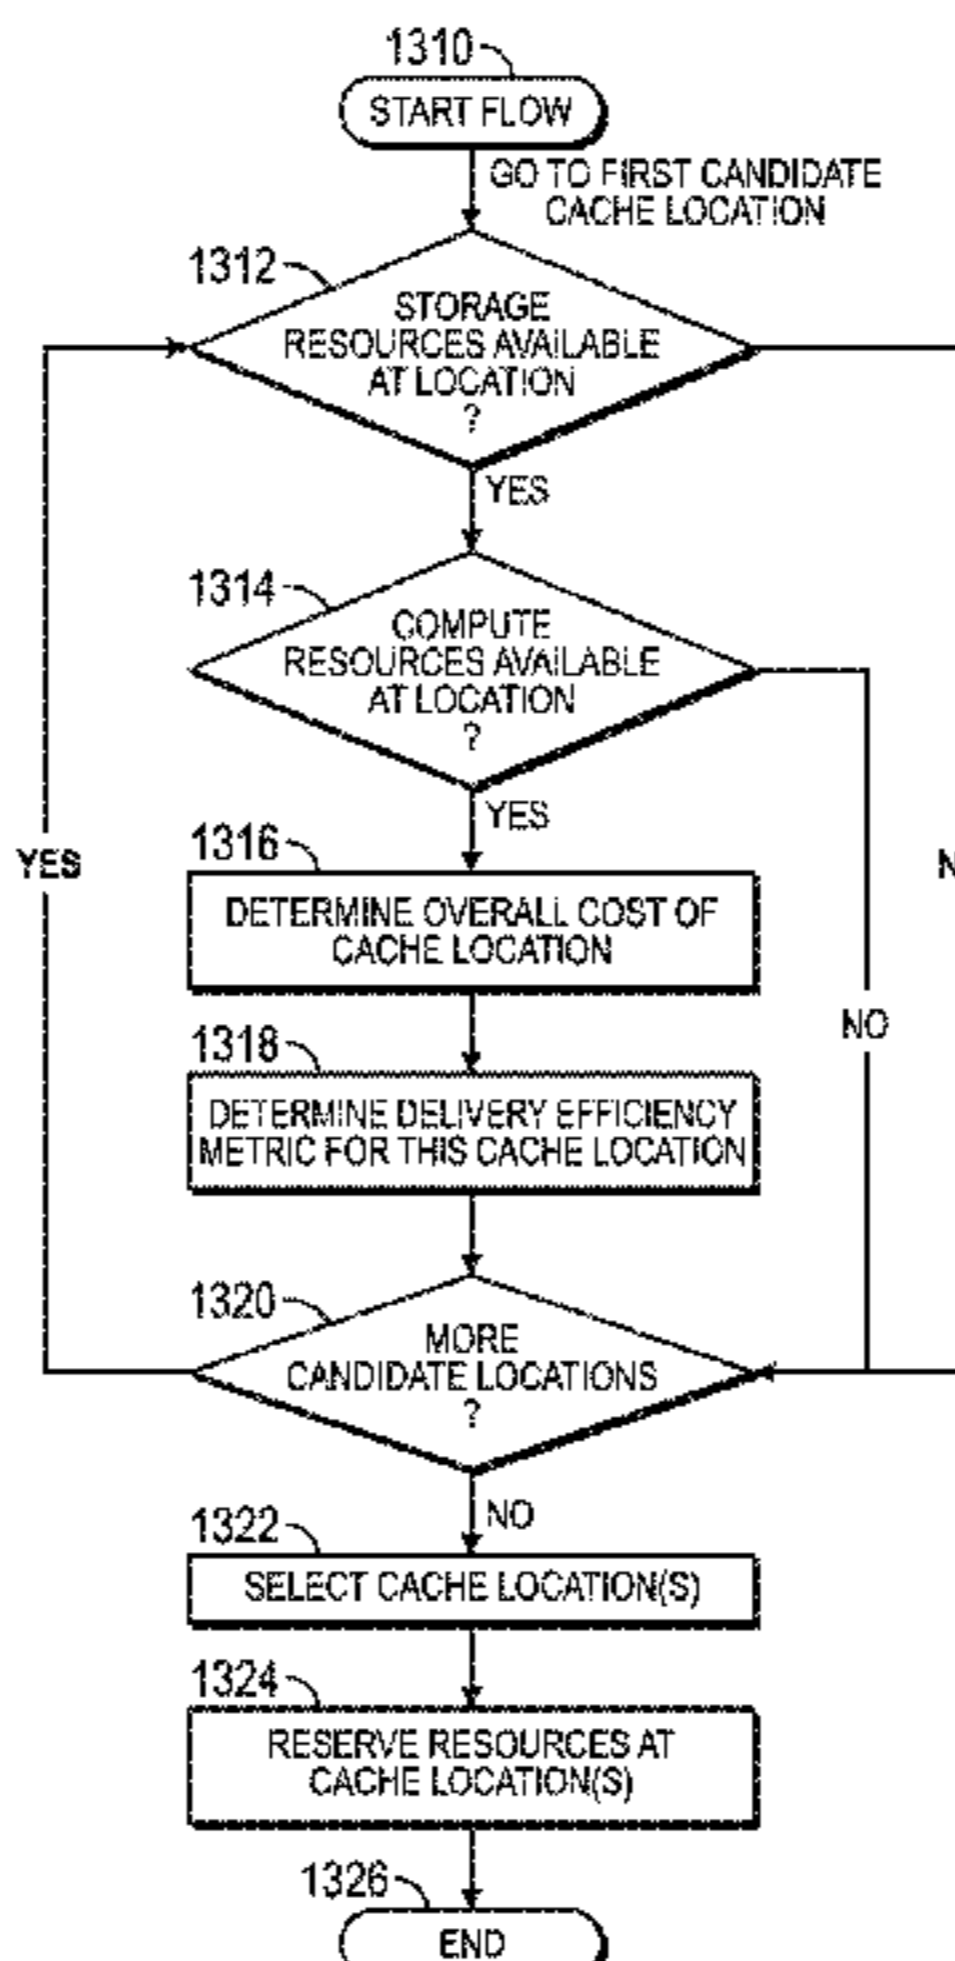 1310
START FLOW
GO TO FIRST CANDIDATE
CACHE LOCATION
1312
STORAGE
RESOURCES AVAILABLE
AT LOCATION
?
YES
1314
COMPUTE
RESOURCES AVAILABLE
AT LOCATION
?
YES
1316
YES
N
DETERMINE OVERALL COST OF
CACHE LOCATION
NO
1318
DETERMINE DELIVERY EFFICIENCY
METRIC FOR THIS CACHE LOCATION
1320
MORE
CANDIDATE LOCATIONS
?
NO
1322
SELECT CACHE LOCATION(S)
1324
RESERVE RESOURCES AT
CACHE LOCATION(S)
1326
END